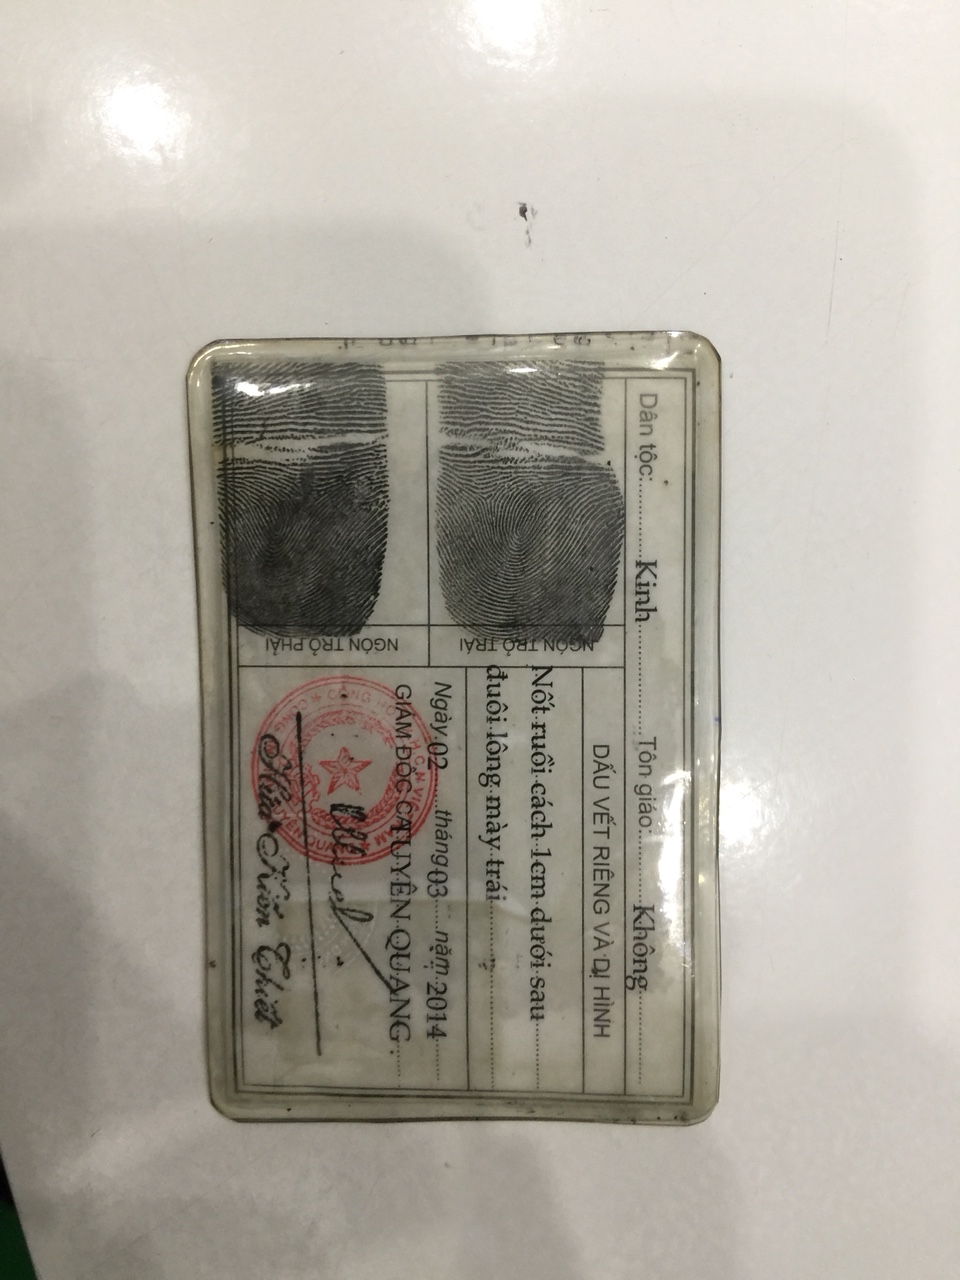 Dân tộc: Kinh Tôn giáo: Không
DẤU VẾT RIÊNG VÀ DỊ HÌNH
Nốt ruồi cách 1cm dưới sau
đuôi lông mày trái
NGÓN TRỎ TRÁI
NGÓN TRỎ PHẢI
Ngày 02 tháng 03 năm 2014
GIÁM ĐỐC CA TUYÊN QUANG
Kiên Thiết